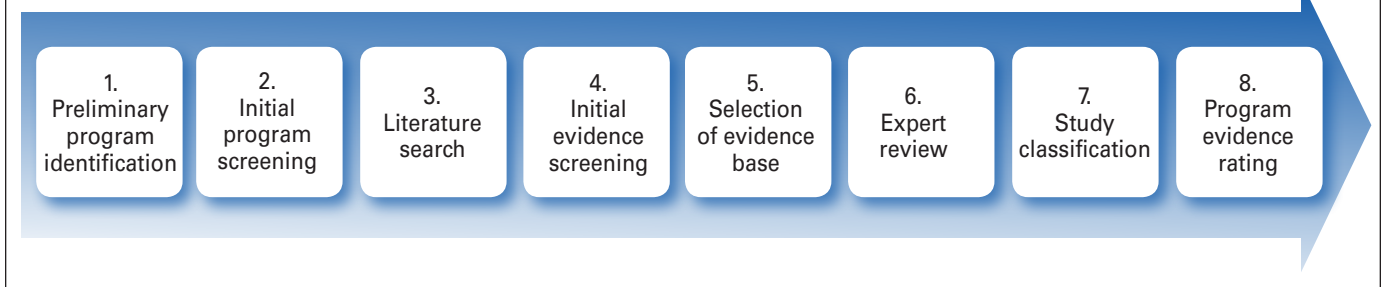 1.
Preliminary
program
identification
2.
Initial
program
screening
3.
Literature
search
4.
Initial
evidence
screening
5.
Selection
of evidence
base
6.
Expert
review
7.
Study
classification
8.
Program
evidence
rating